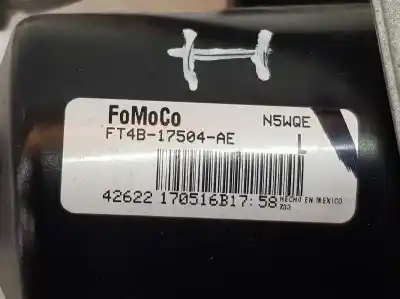 FoMoCo N5WQE
FT4B-17504-AE L
42622 170516B17:58 HECHO EN MEXICO